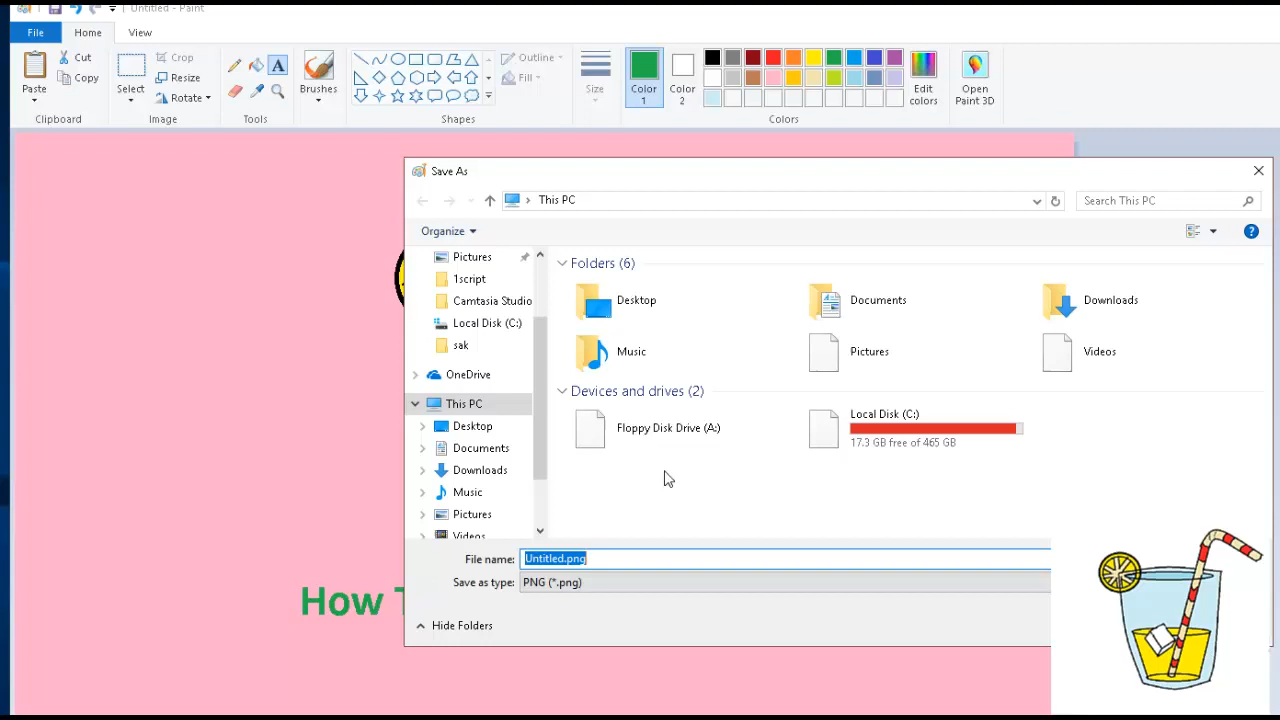 Untitled - Paint
File Home View
Paste
Cut
Copy
Clipboard
Select
Crop
Resize
Rotate
Image
Tools
Brushes
Outline
Fill
Shapes
Size
Color 1
Color 2
Edit colors
Colors
Open Paint 3D
Save As
This PC
Search This PC
Organize
Pictures
1script
Camtasia Studio
Local Disk (C:)
sak
OneDrive
This PC
Desktop
Documents
Downloads
Music
Pictures
Videos
Folders (6)
Desktop
Documents
Downloads
Music
Pictures
Videos
Devices and drives (2)
Floppy Disk Drive (A:)
Local Disk (C:)
17.3 GB free of 465 GB
File name: Untitled.png
Save as type: PNG (*.png)
Hide Folders
How